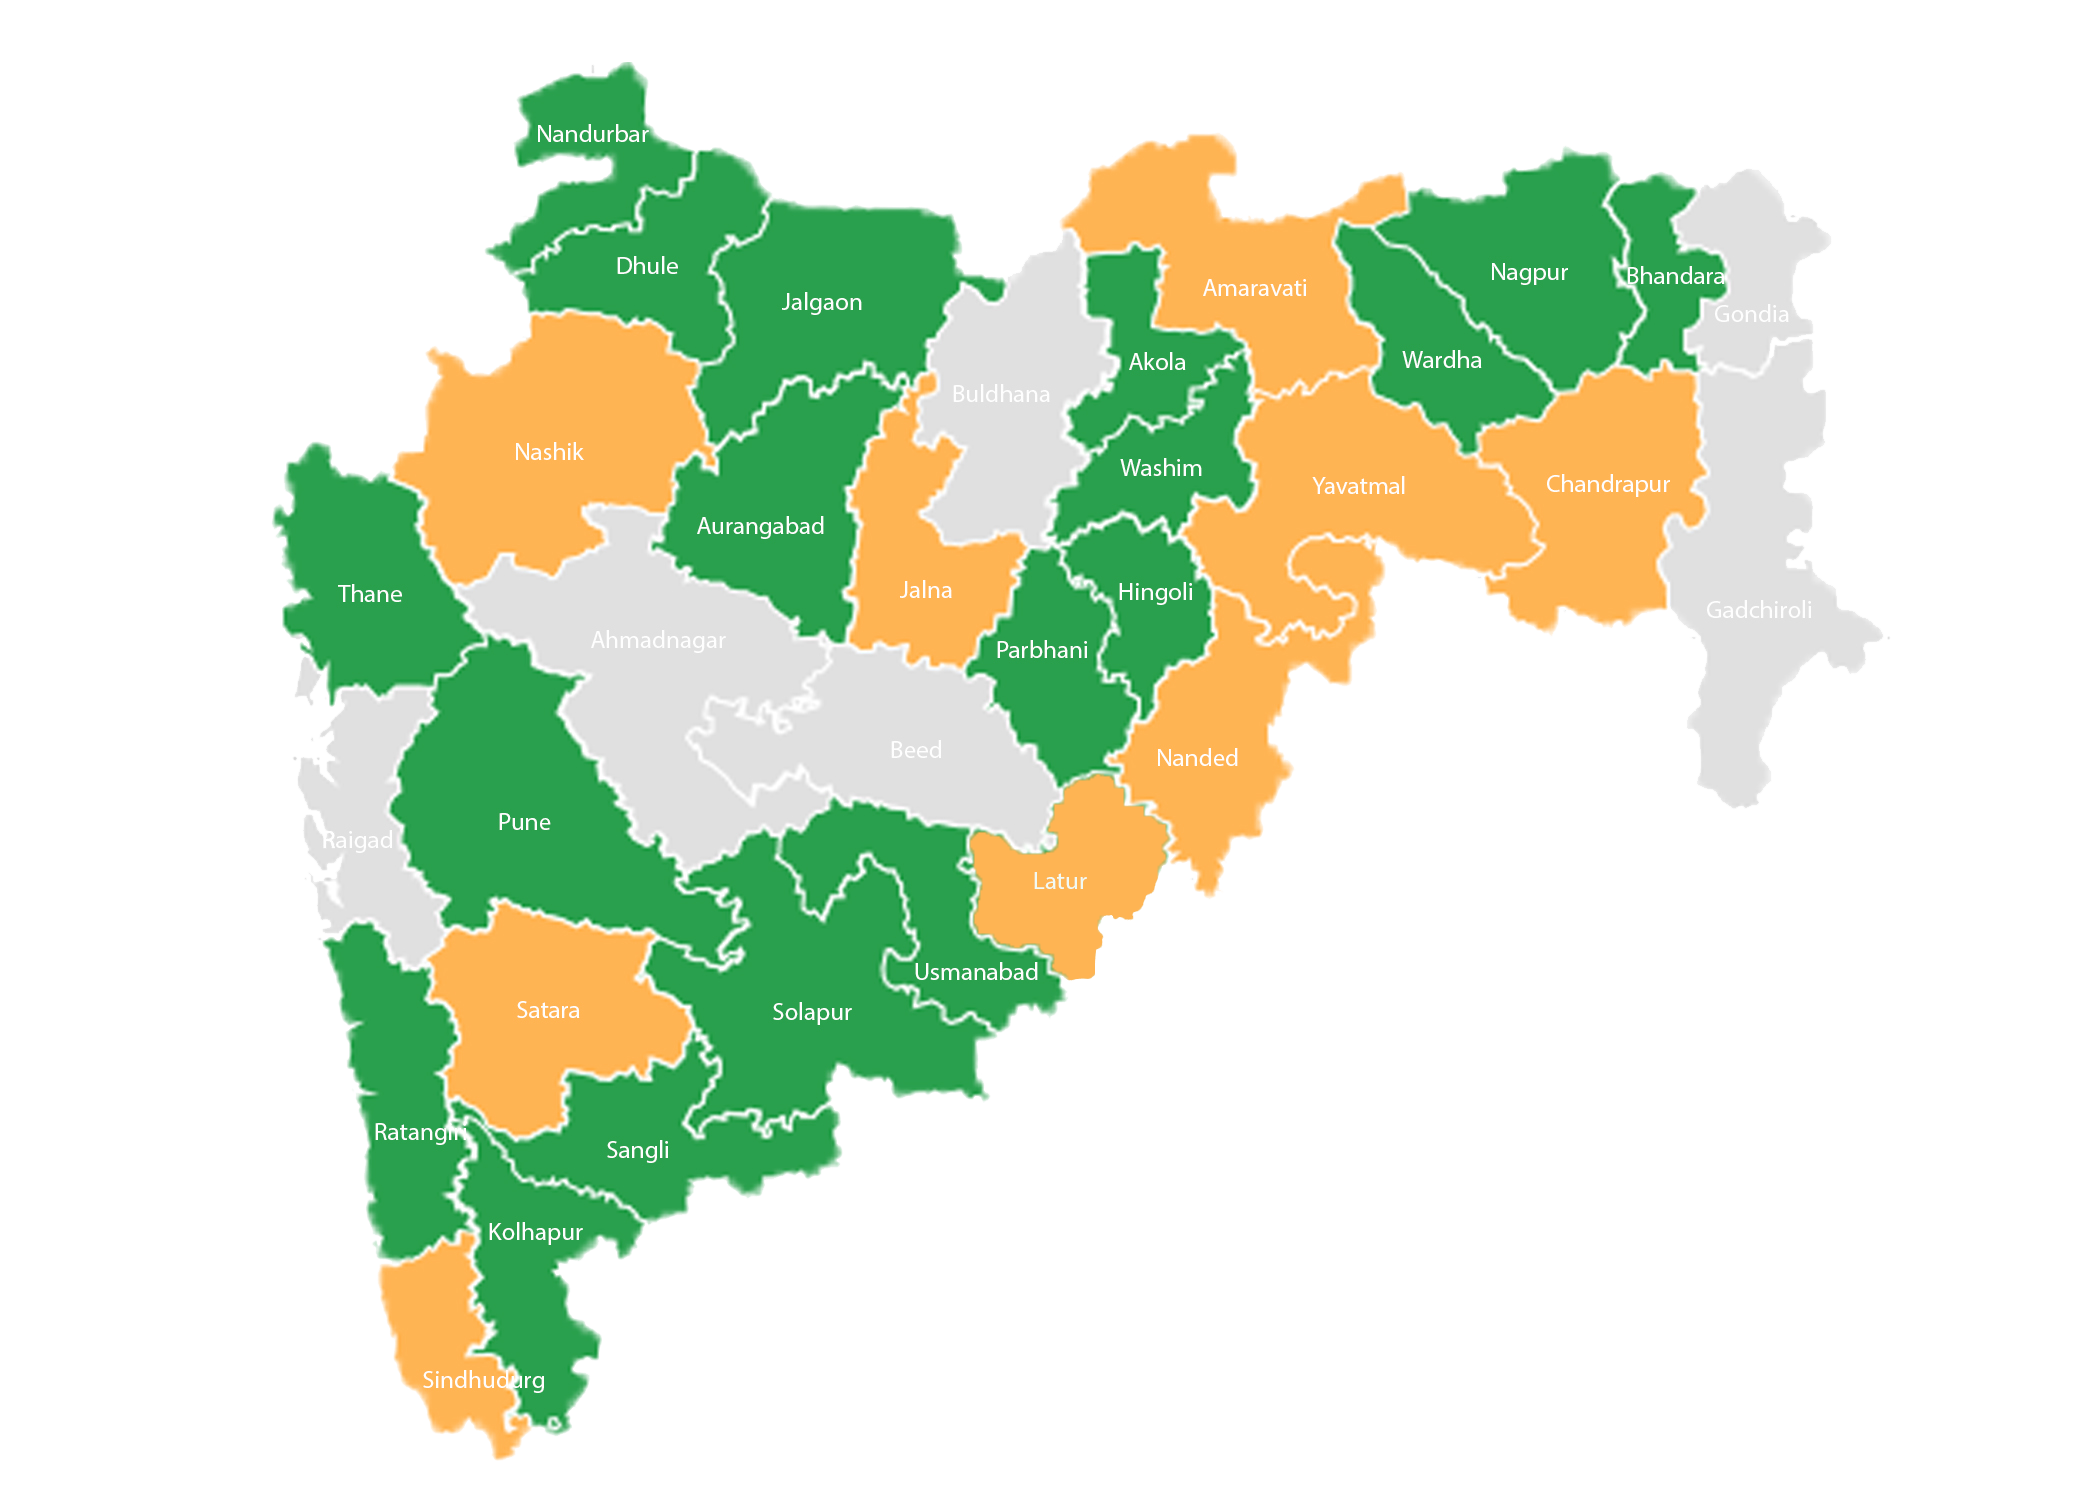 Nandurbar
Dhule
Jalgaon
Amaravati
Nagpur
Bhandara
Gondia
Buldhana
Akola
Wardha
Nashik
Washim
Yavatmal
Chandrapur
Aurangabad
Thane
Jalna
Hingoli
Gadchiroli
Ahmadnagar
Parbhani
Beed
Nanded
Pune
Raigad
Latur
Usmanabad
Satara
Solapur
Ratangiri
Sangli
Kolhapur
Sindhudurg